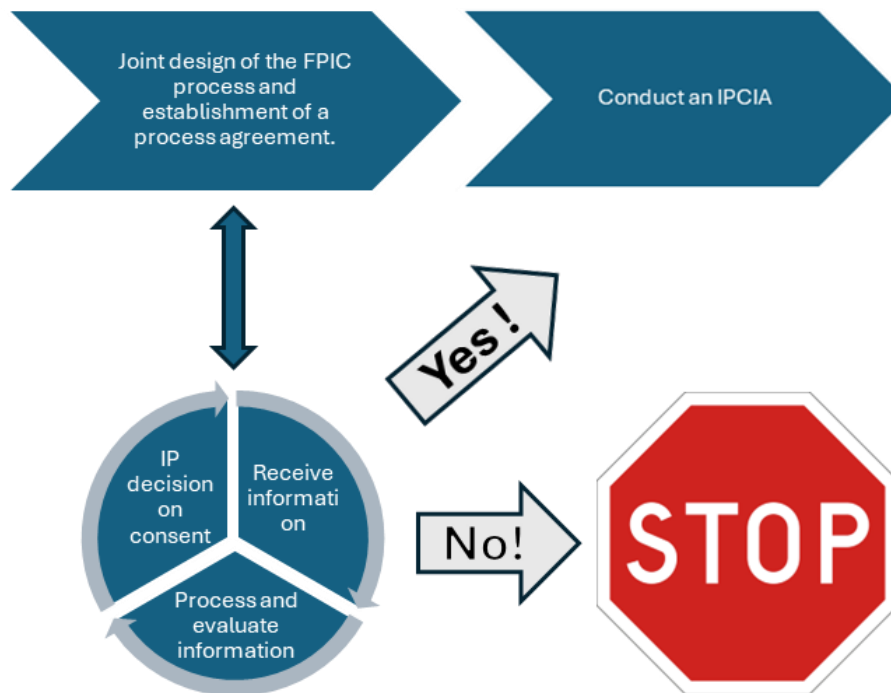 Joint design of the FPIC
process and
establishment of a
process agreement.
Conduct an IPCIA
Yes !
IP
decision
on
consent
Receive
informati
on
Process and
evaluate
information
No!
STOP